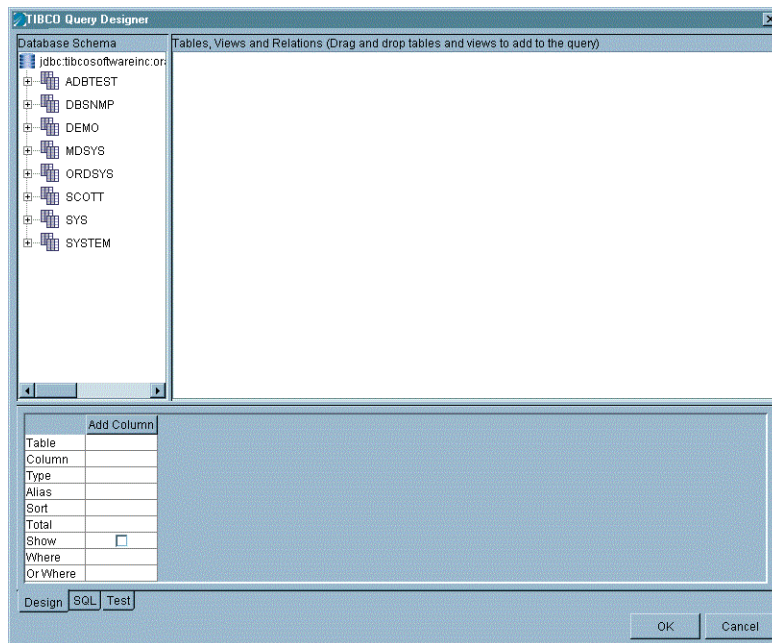 TIBCO Query Designer
Database Schema
Tables, Views and Relations (Drag and drop tables and views to add to the query)
jdbc:tibcosoftwareinc:ora
ADBTEST
DBSNMP
DEMO
MDSYS
ORDSYS
SCOTT
SYS
SYSTEM
Add Column
Table
Column
Type
Alias
Sort
Total
Show
Where
Or Where
Design SQL Test
OK Cancel